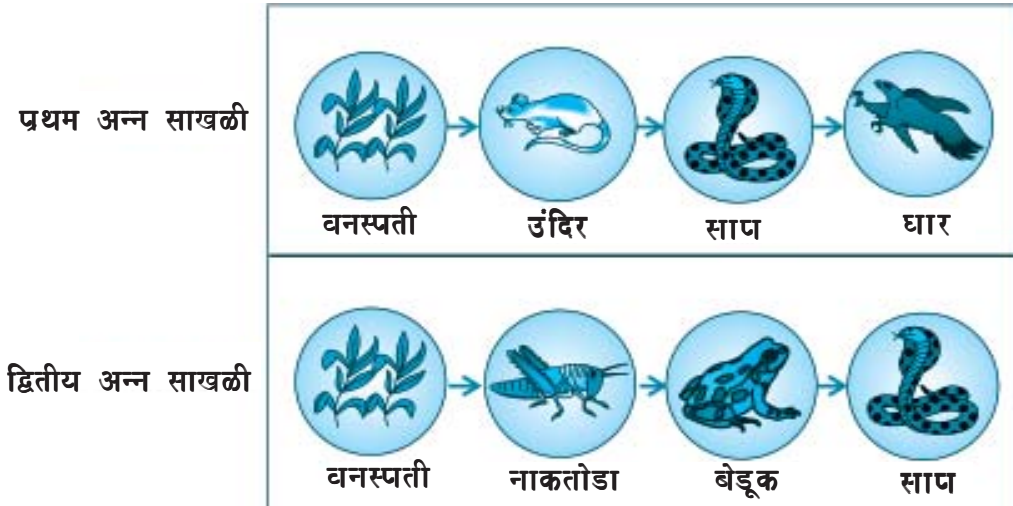 प्रथम अन्न साखळी
वनस्पती उंदिर साप घार
द्वितीय अन्न साखळी
वनस्पती नाकतोडा बेडूक साप